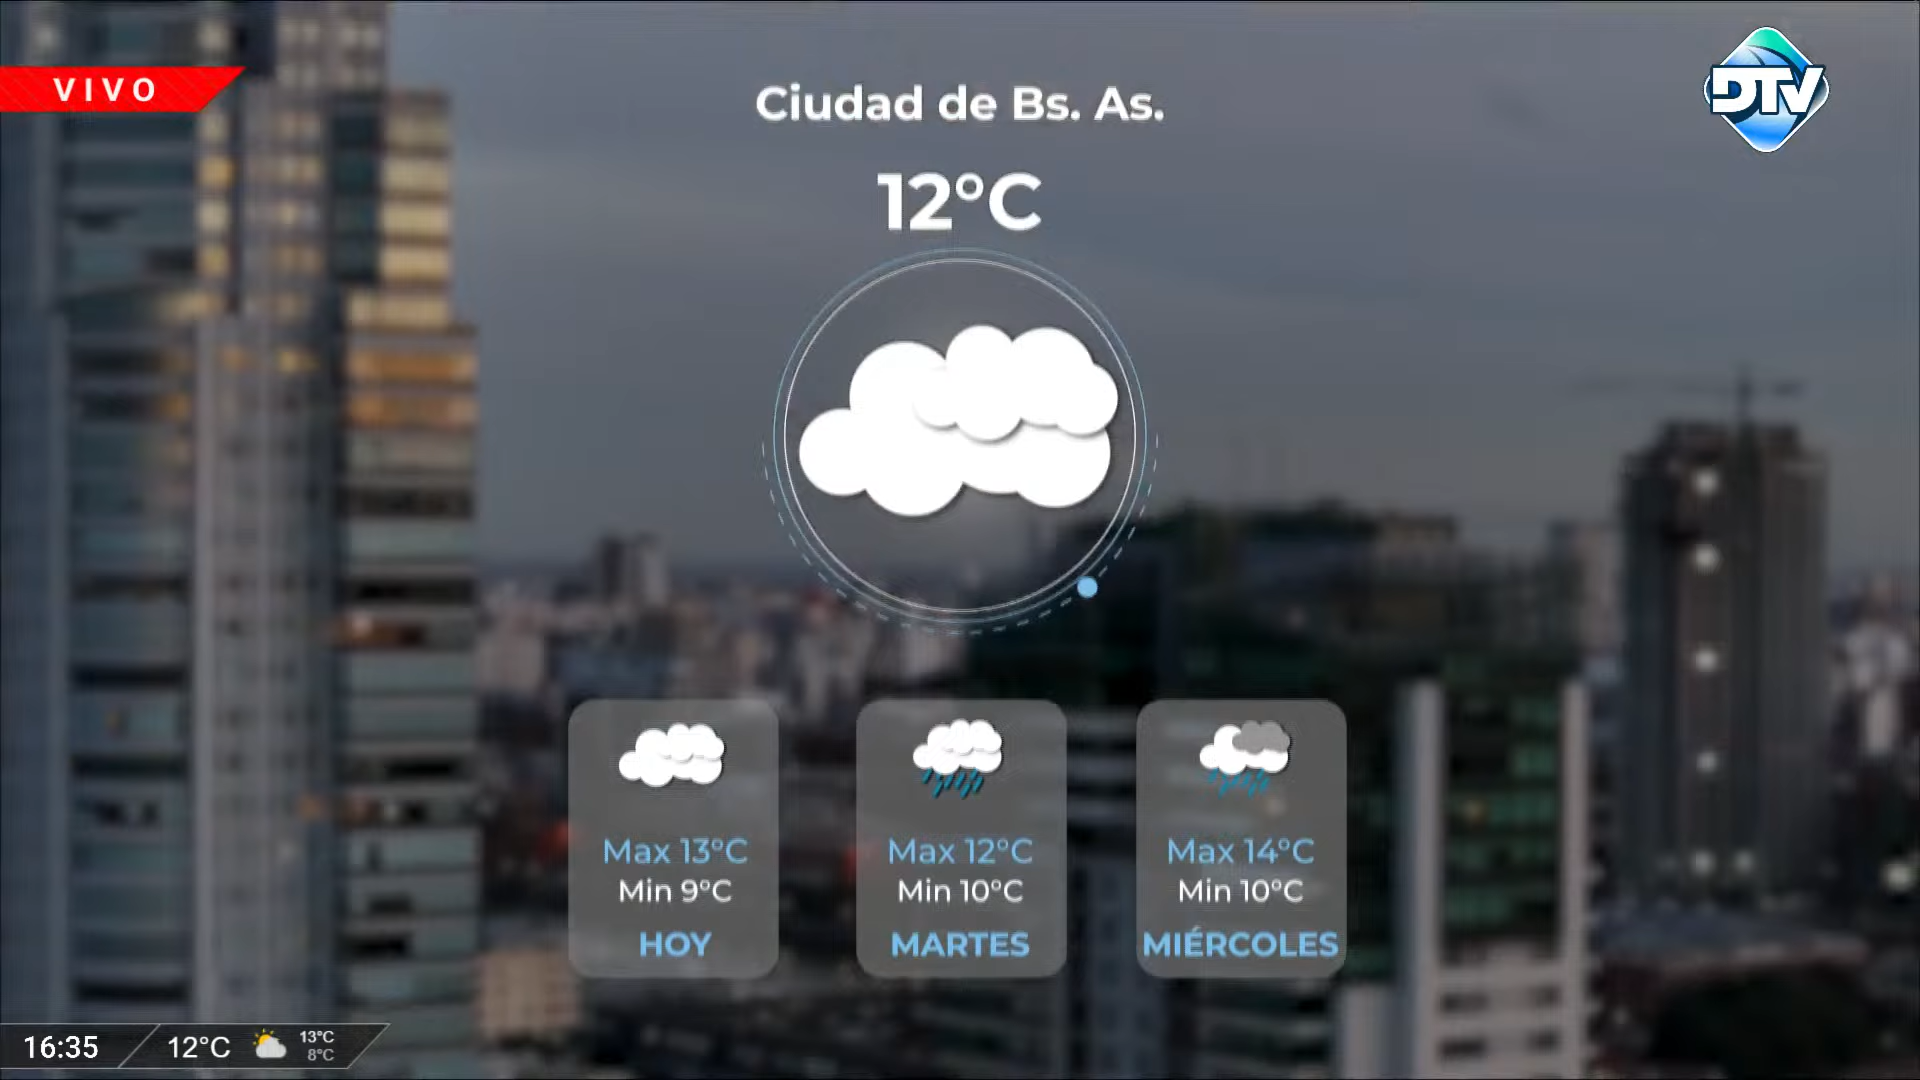 VIVO
DTV
Ciudad de Bs. As.
12°C
Max 13°C
Min 9°C
HOY
Max 12°C
Min 10°C
MARTES
Max 14°C
Min 10°C
MIÉRCOLES
16:35
12°C
13°C
8°C